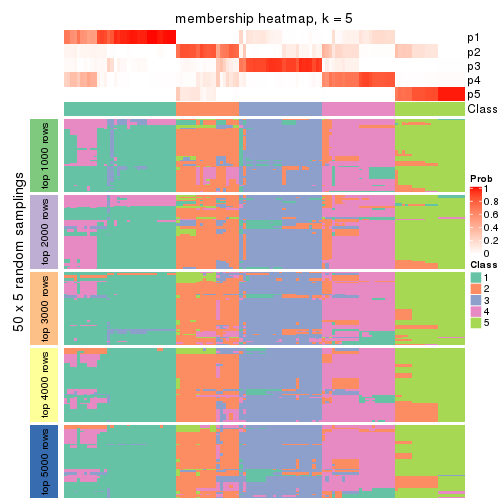 membership heatmap, k = 5
p1
p2
p3
p4
p5
Class
50 x 5 random samplings
top 1000 rows
top 2000 rows
top 3000 rows
top 4000 rows
top 5000 rows
Prob
1
0.8
0.6
0.4
0.2
0
Class
1
2
3
4
5